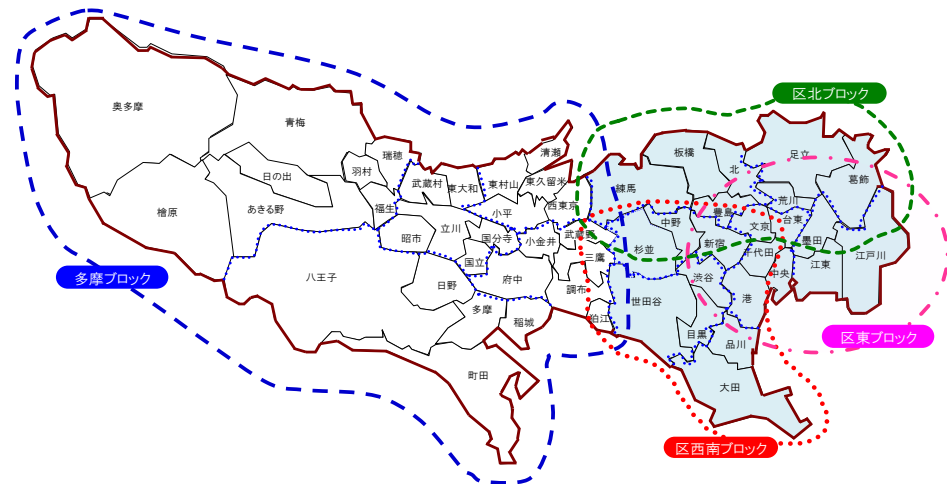 区北ブロック
奥多摩
青梅
清瀬
瑞穂
板橋
足立
羽村
武蔵村
東大和
東村山
東久留米
北
葛飾
日の出
練馬
檜原
あきる野
福生
西東京
荒川
小平
豊島
台東
中野
文京
昭市
立川
国分寺
小金井
武蔵野
杉並
新宿
墨田
三鷹
千代田
江戸川
国立
江東
多摩ブロック
八王子
府中
渋谷
中央
日野
調布
世田谷
港
多摩
稲城
狛江
目黒
品川
区東ブロック
町田
大田
区西南ブロック